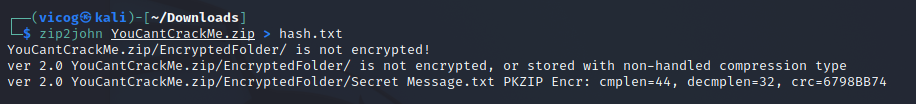 ┌──(vicog㉿kali)-[~/Downloads]
└─$ zip2john YouCantCrackMe.zip > hash.txt
YouCantCrackMe.zip/EncryptedFolder/ is not encrypted!
ver 2.0 YouCantCrackMe.zip/EncryptedFolder/ is not encrypted, or stored with non-handled compression type
ver 2.0 YouCantCrackMe.zip/EncryptedFolder/Secret Message.txt PKZIP Encr: cmplen=44, decmplen=32, crc=6798BB74